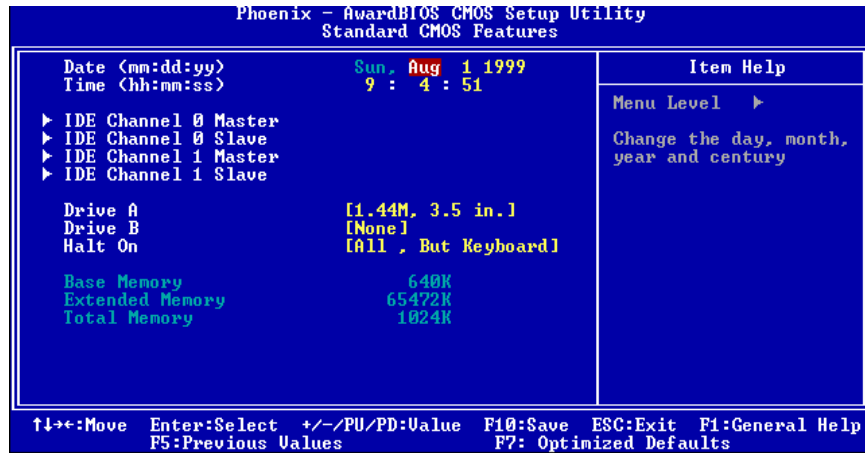 Phoenix - AwardBIOS CMOS Setup Utility
Standard CMOS Features
Date (mm:dd:yy) Sun, Aug 1 1999
Time (hh:mm:ss) 9 : 4 : 51
▶ IDE Channel 0 Master
▶ IDE Channel 0 Slave
▶ IDE Channel 1 Master
▶ IDE Channel 1 Slave
Drive A [1.44M, 3.5 in.]
Drive B [None]
Halt On [All , But Keyboard]
Base Memory 640K
Extended Memory 65472K
Total Memory 1024K
Item Help
Menu Level ▶
Change the day, month,
year and century
↑↓→←:Move Enter:Select +/-/PU/PD:Value F10:Save ESC:Exit F1:General Help
F5:Previous Values F7: Optimized Defaults